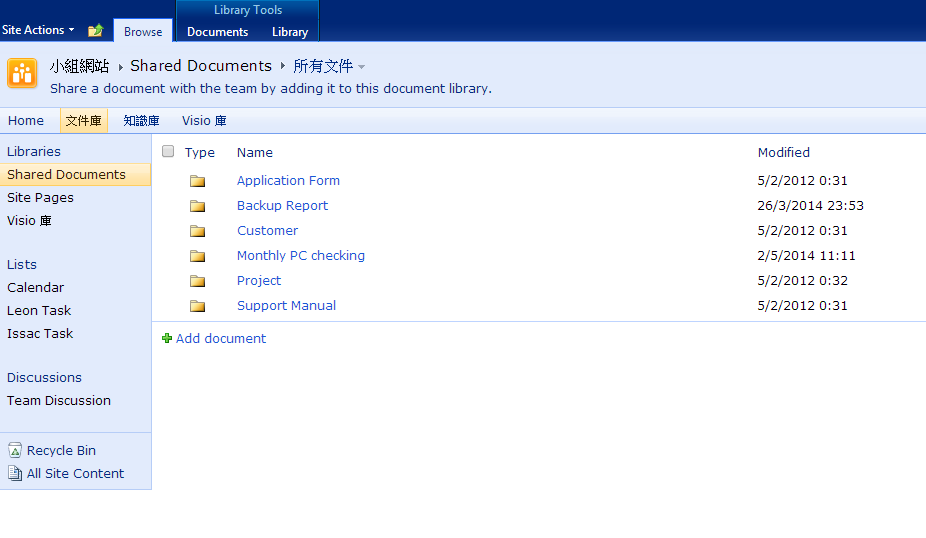 Library Tools
Site Actions Browse Documents Library
小組網站 Shared Documents 所有文件
Share a document with the team by adding it to this document library.
Home 文件庫 知識庫 Visio 庫
Libraries
Shared Documents
Site Pages
Visio 庫
Lists
Calendar
Leon Task
Issac Task
Discussions
Team Discussion
Recycle Bin
All Site Content
Type Name Modified
Application Form 5/2/2012 0:31
Backup Report 26/3/2014 23:53
Customer 5/2/2012 0:31
Monthly PC checking 2/5/2014 11:11
Project 5/2/2012 0:32
Support Manual 5/2/2012 0:31
Add document